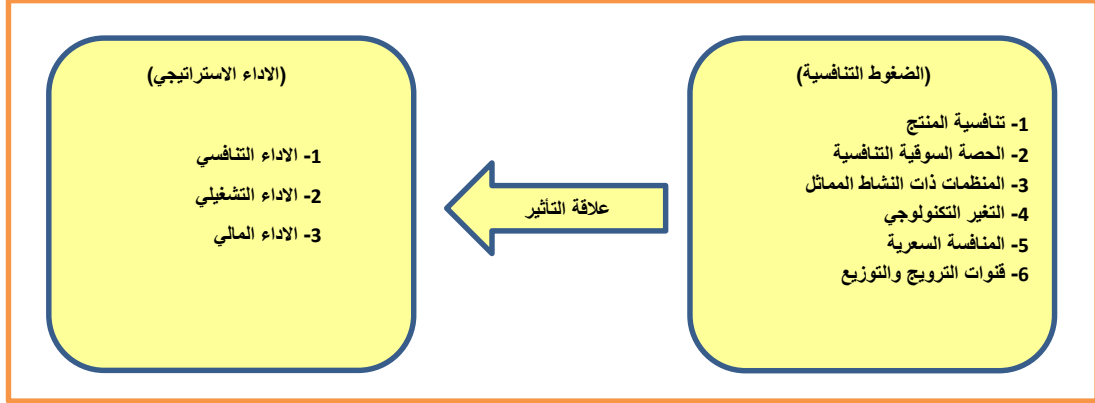 (الضغوط التنافسية)
1- تنافسية المنتج
2- الحصة السوقية التنافسية
3- المنظمات ذات النشاط المماثل
4- التغير التكنولوجي
5- المنافسة السعرية
6- قنوات الترويج والتوزيع
علاقة التأثير
(الاداء الاستراتيجي)
1- الاداء التنافسي
2- الاداء التشغيلي
3- الاداء المالي